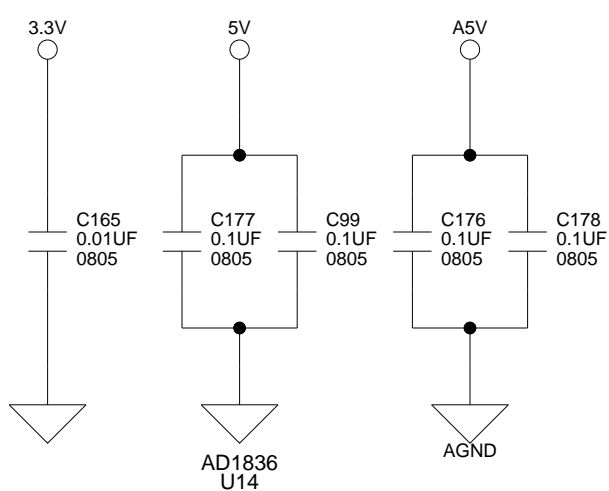 3.3V
5V
A5V
C165
0.01UF
0805
C177
0.1UF
0805
C99
0.1UF
0805
C176
0.1UF
0805
C178
0.1UF
0805
AD1836
U14
AGND